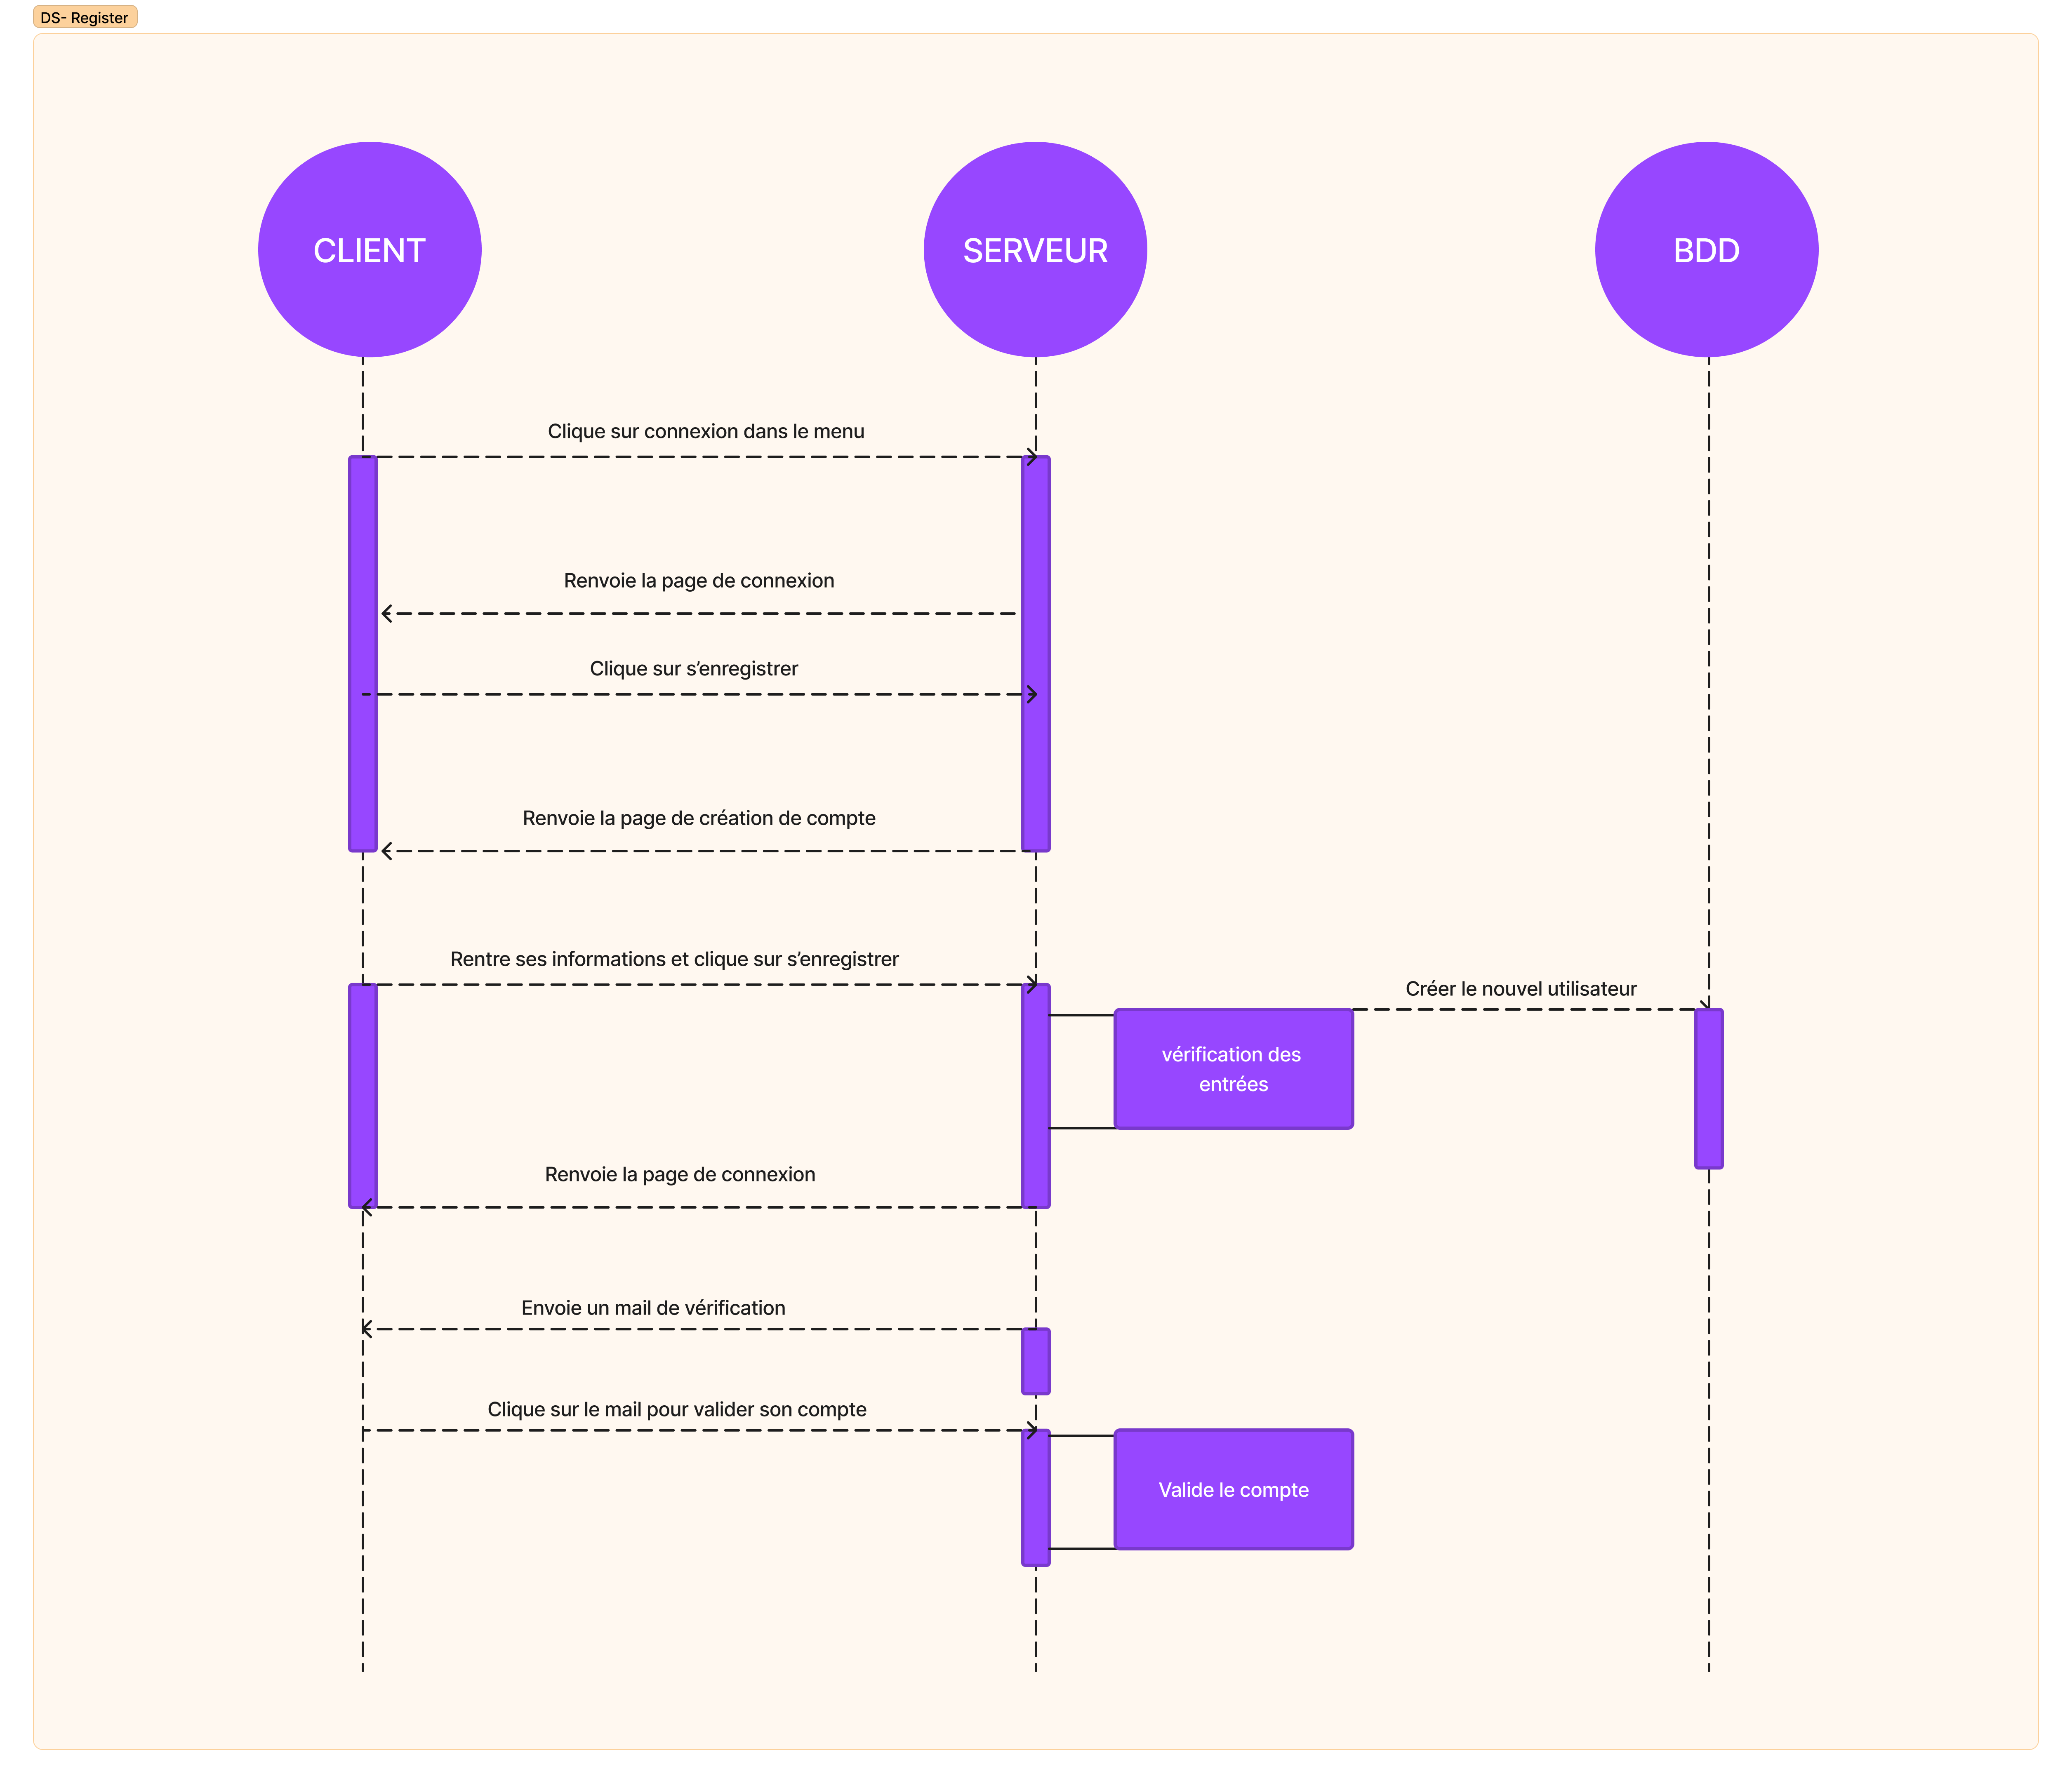 DS- Register
CLIENT
SERVEUR
BDD
Clique sur connexion dans le menu
Renvoie la page de connexion
Clique sur s’enregistrer
Renvoie la page de création de compte
Rentre ses informations et clique sur s’enregistrer
Créer le nouvel utilisateur
vérification des
entrées
Renvoie la page de connexion
Envoie un mail de vérification
Clique sur le mail pour valider son compte
Valide le compte